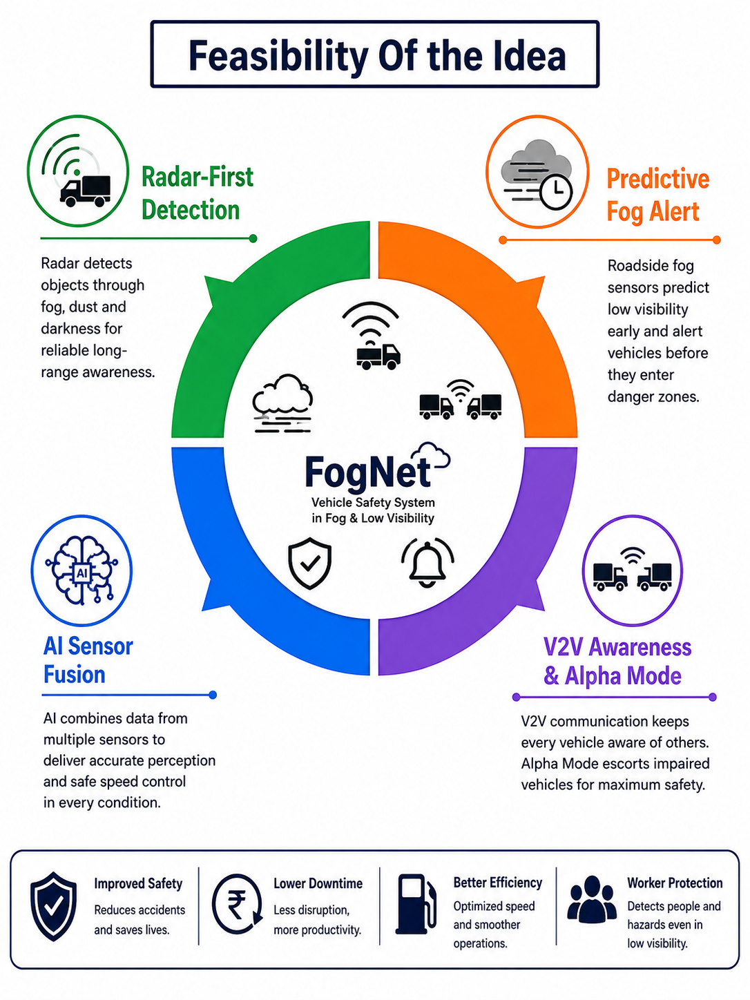 Feasibility Of the Idea
Radar-First
Detection
Radar detects
objects through
fog, dust and
darkness for
reliable long-
range awareness.
Predictive
Fog Alert
Roadside fog
sensors predict
low visibility
early and alert
vehicles before
they enter
danger zones.
FogNet
Vehicle Safety System
in Fog & Low Visibility
AI
AI Sensor
Fusion
AI combines data from
multiple sensors to
deliver accurate perception
and safe speed control
in every condition.
V2V Awareness
& Alpha Mode
V2V communication keeps
every vehicle aware of others.
Alpha Mode escorts impaired
vehicles for maximum safety.
Improved Safety
Reduces accidents
and saves lives.
₹
Lower Downtime
Less disruption,
more productivity.
Better Efficiency
Optimized speed
and smoother
operations.
Worker Protection
Detects people and
hazards even in
low visibility.